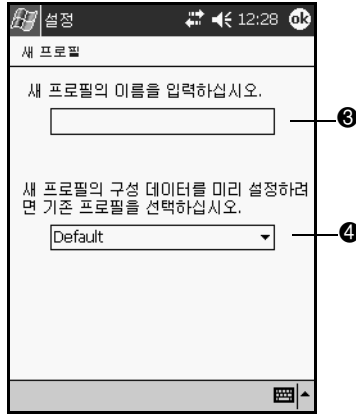 설정 12:28 ok
새 프로필
새 프로필의 이름을 입력하십시오.
❸
새 프로필의 구성 데이터를 미리 설정하려
면 기존 프로필을 선택하십시오.
Default
❹